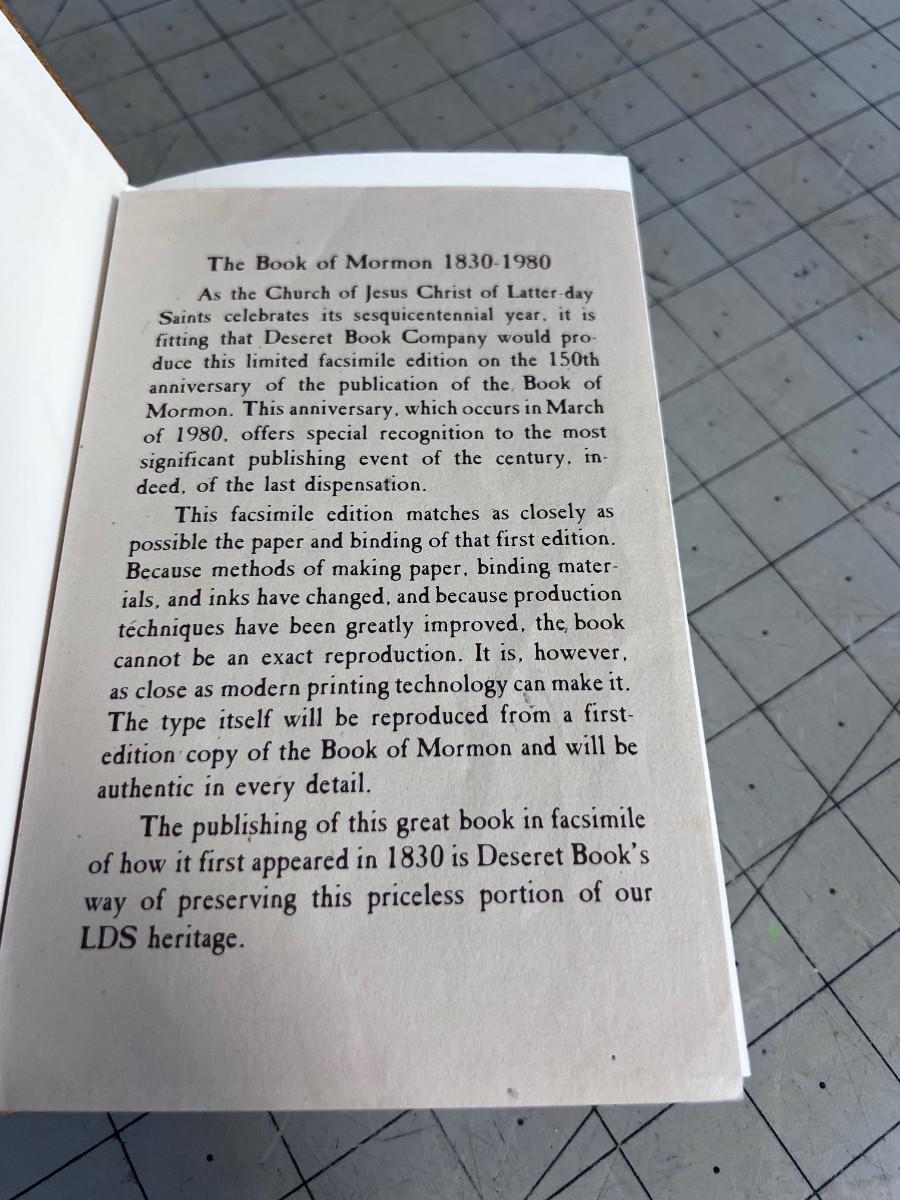 The Book of Mormon 1830-1980
As the Church of Jesus Christ of Latter-day
Saints celebrates its sesquicentennial year, it is
fitting that Deseret Book Company would pro-
duce this limited facsimile edition on the 150th
anniversary of the publication of the Book of
Mormon. This anniversary, which occurs in March
of 1980, offers special recognition to the most
significant publishing event of the century, in-
deed, of the last dispensation.
This facsimile edition matches as closely as
possible the paper and binding of that first edition.
Because methods of making paper, binding mater-
ials, and inks have changed, and because production
techniques have been greatly improved, the book
cannot be an exact reproduction. It is, however,
as close as modern printing technology can make it.
The type itself will be reproduced from a first-
edition copy of the Book of Mormon and will be
authentic in every detail.
The publishing of this great book in facsimile
of how it first appeared in 1830 is Deseret Book's
way of preserving this priceless portion of our
LDS heritage.